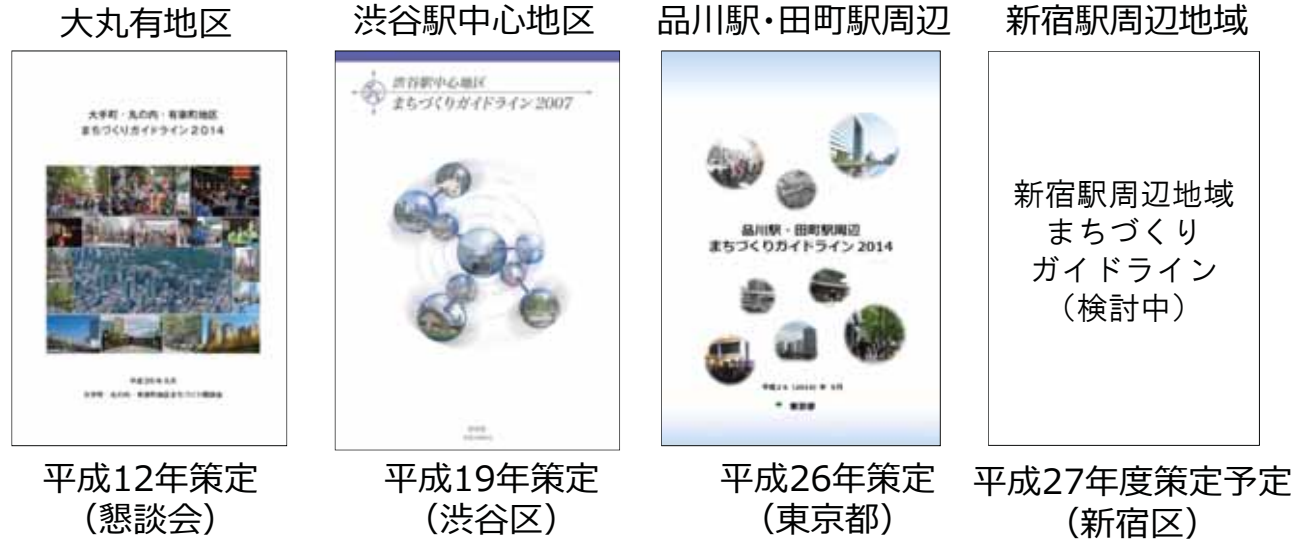 大丸有地区
渋谷駅中心地区
品川駅・田町駅周辺
新宿駅周辺地域
大手町・丸の内・有楽町地区
まちづくりガイドライン2014
渋谷駅中心地区
まちづくりガイドライン2007
品川駅・田町駅周辺
まちづくりガイドライン2014
東京都
新宿駅周辺地域
まちづくり
ガイドライン
(検討中)
平成12年策定
(懇談会)
平成19年策定
(渋谷区)
平成26年策定
(東京都)
平成27年度策定予定
(新宿区)